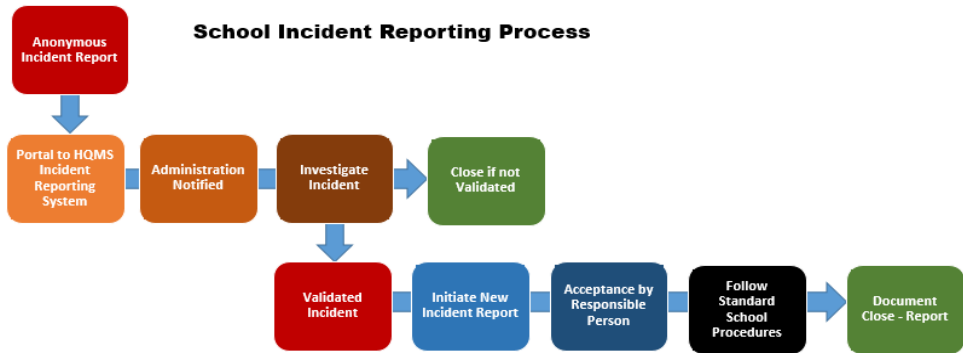 School Incident Reporting Process
Anonymous
Incident Report
Portal to HQMS
Incident
Reporting
System
Administration
Notified
Investigate
Incident
Close if not
Validated
Validated
Incident
Initiate New
Incident Report
Acceptance by
Responsible
Person
Follow
Standard
School
Procedures
Document
Close - Report